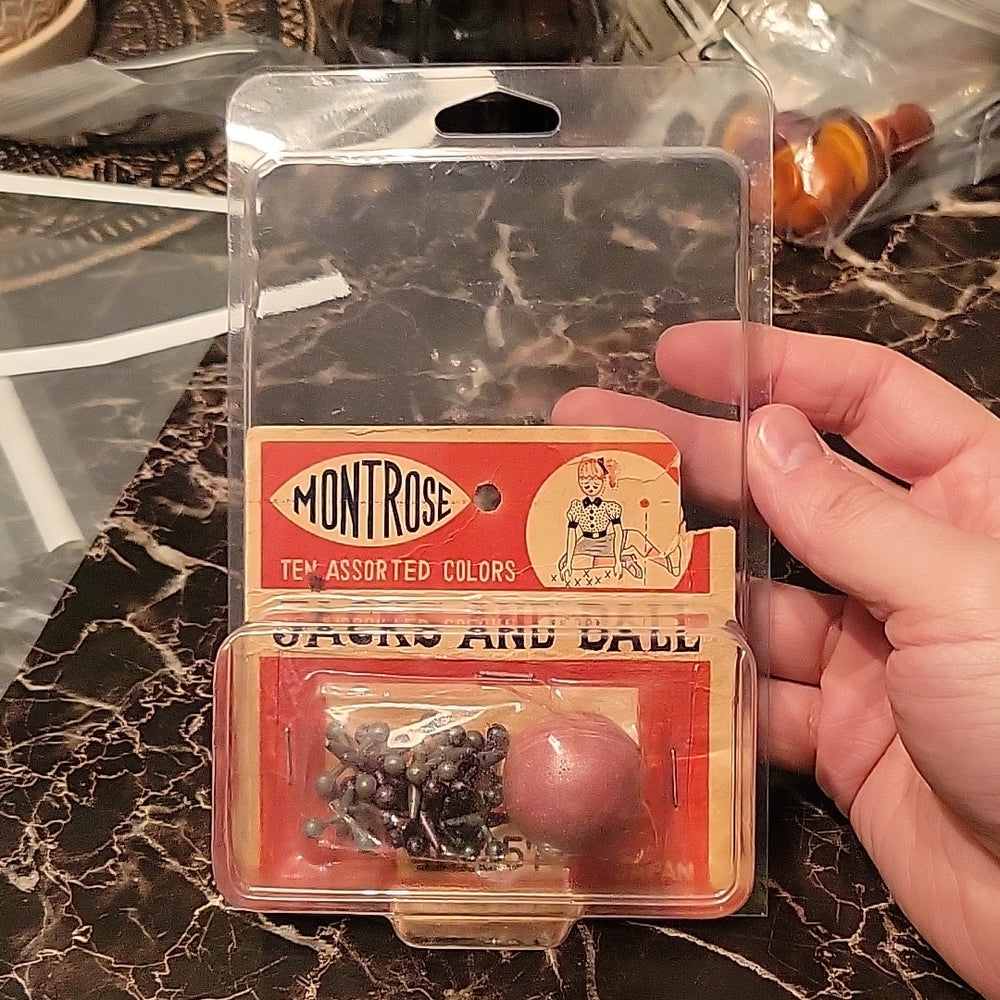 MONTROSE
TEN ASSORTED COLORS
JACKS AND BALL